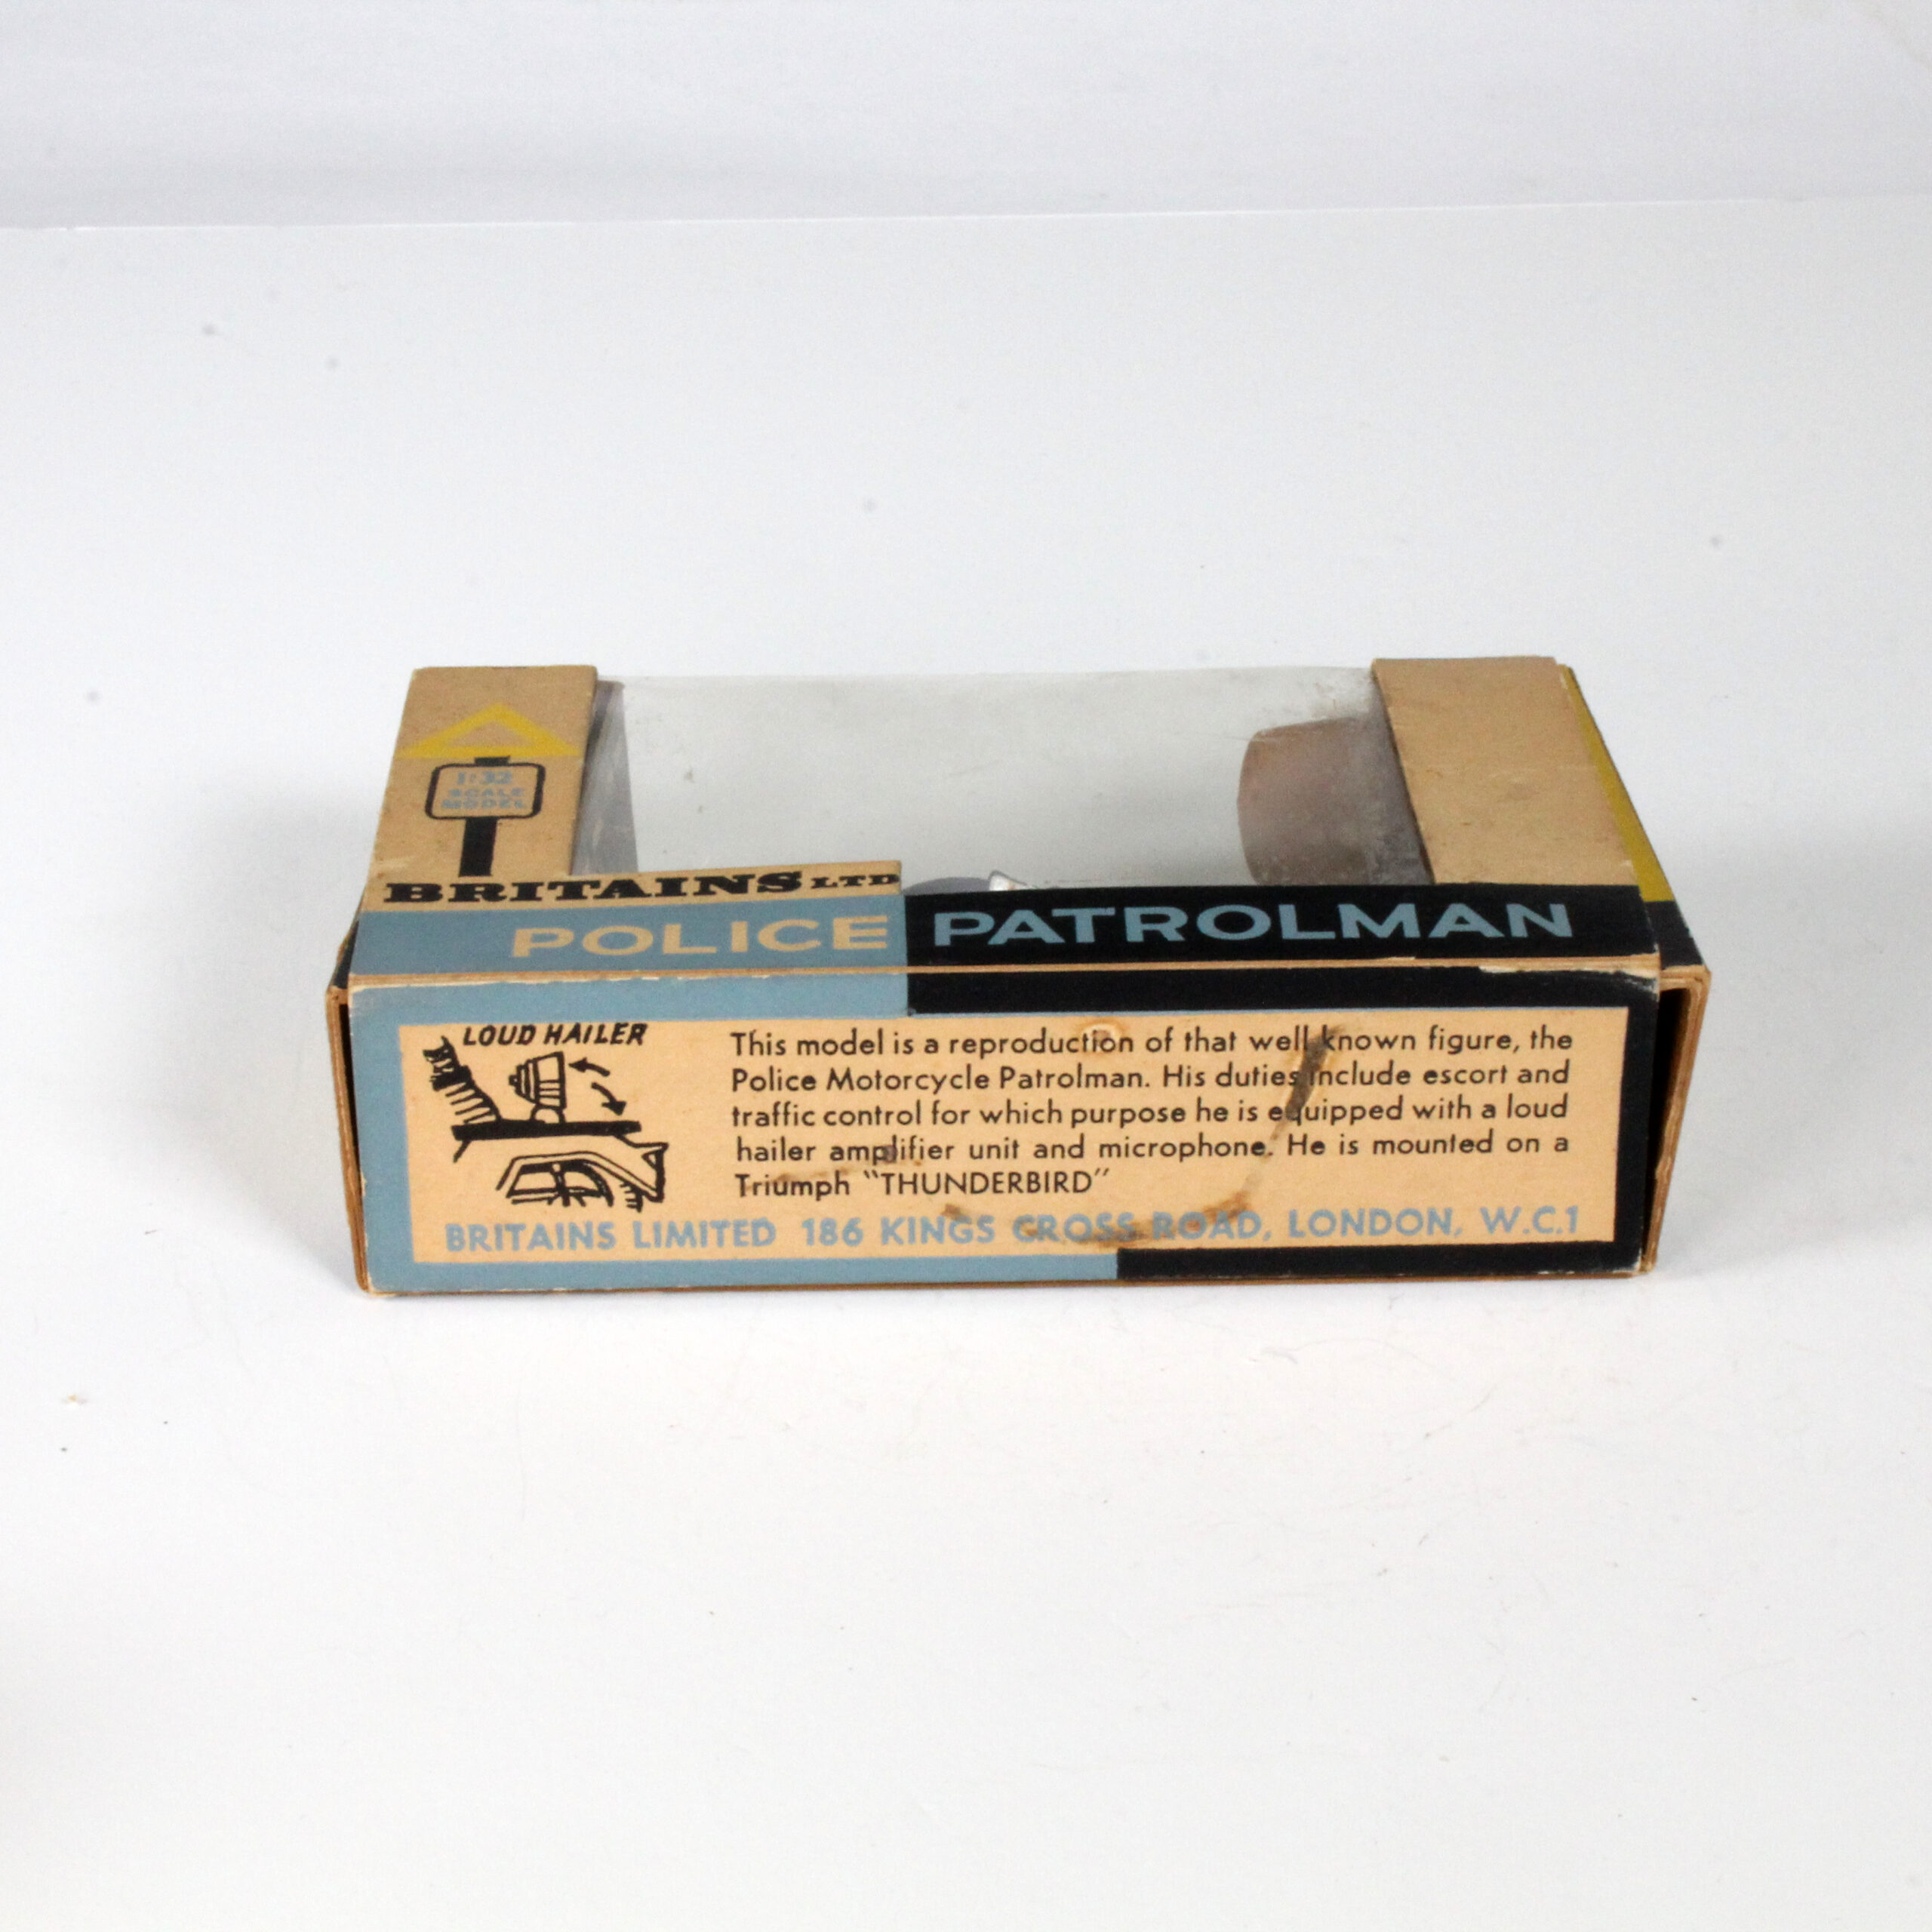 1:32
SCALE
MODEL
BRITAINS LTD
POLICE PATROLMAN
LOUD HAILER
This model is a reproduction of that well known figure, the
Police Motorcycle Patrolman. His duties include escort and
traffic control for which purpose he is equipped with a loud
hailer amplifier unit and microphone. He is mounted on a
Triumph "THUNDERBIRD"
BRITAINS LIMITED 186 KINGS CROSS ROAD, LONDON, W.C.1